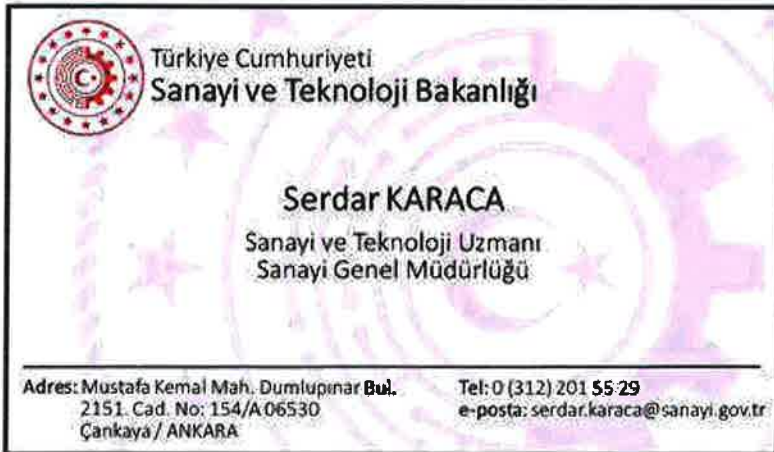 Türkiye Cumhuriyeti
Sanayi ve Teknoloji Bakanlığı
Serdar KARACA
Sanayi ve Teknoloji Uzmanı
Sanayi Genel Müdürlüğü
Adres: Mustafa Kemal Mah. Dumlupınar Bul.
2151. Cad. No: 154/A 06530
Çankaya / ANKARA
Tel: 0 (312) 201 55 29
e-posta: serdar.karaca@sanayi.gov.tr